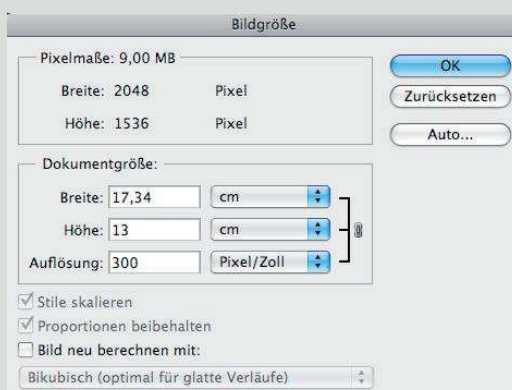 Bildgröße
Pixelmaße: 9,00 MB
Breite: 2048 Pixel
Höhe: 1536 Pixel
OK
Zurücksetzen
Auto...
Dokumentgröße:
Breite: 17,34 cm
Höhe: 13 cm
Auflösung: 300 Pixel/Zoll
Stile skalieren
Proportionen beibehalten
Bild neu berechnen mit:
Bikubisch (optimal für glatte Verläufe)